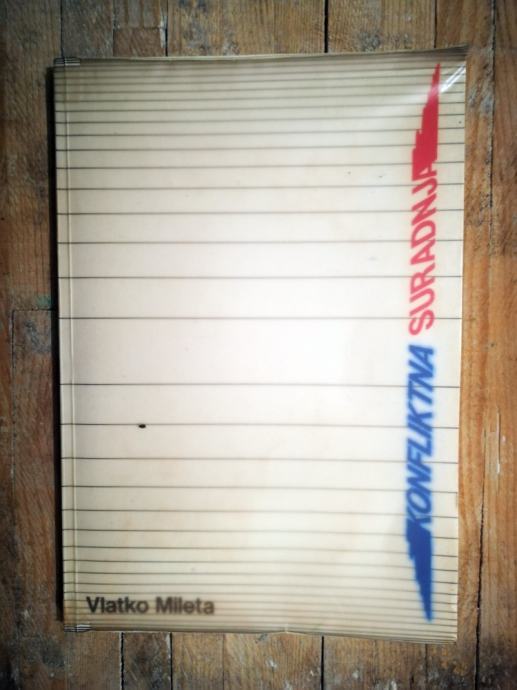 KONFLIKTNA SURADNJA
Vlatko Mileta